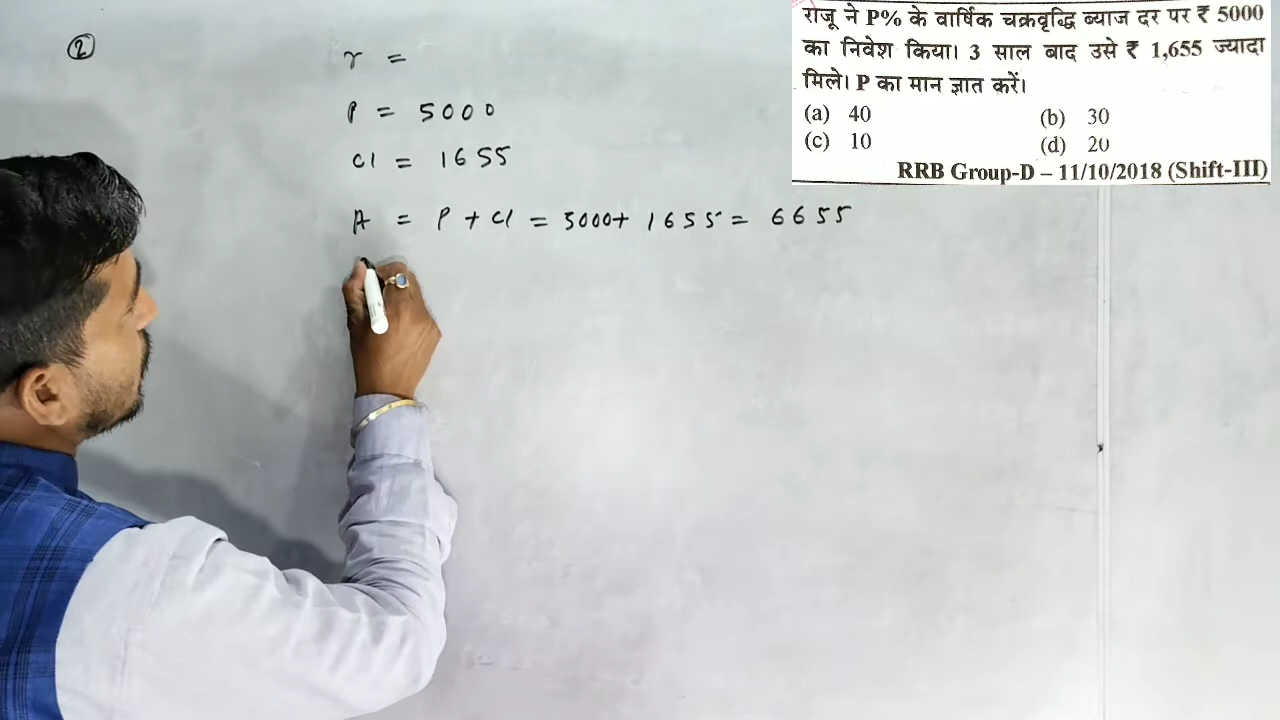 ②
r =
P = 5000
CI = 1655
A = P + CI = 5000+ 1655 = 6655
राजू ने P% के वार्षिक चक्रवृद्धि ब्याज दर पर ₹ 5000
का निवेश किया। 3 साल बाद उसे ₹ 1,655 ज्यादा
मिले। P का मान ज्ञात करें।
(a) 40 (b) 30
(c) 10 (d) 20
RRB Group-D – 11/10/2018 (Shift-III)